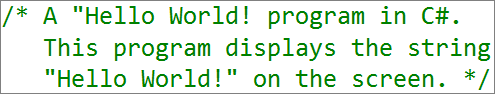 /* A "Hello World! program in C#.
This program displays the string
"Hello World!" on the screen. */